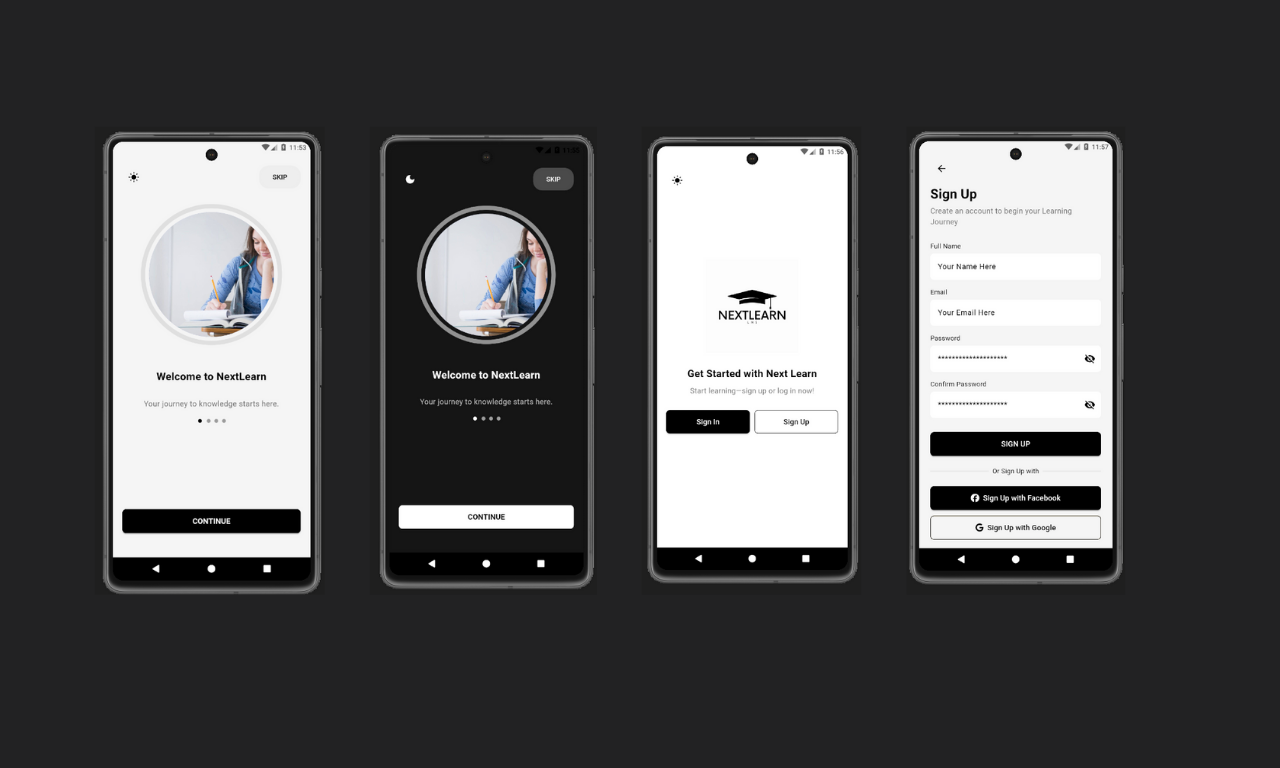 11:53
SKIP
Welcome to NextLearn
Your journey to knowledge starts here.
CONTINUE
SKIP
Welcome to NextLearn
Your journey to knowledge starts here.
CONTINUE
11:56
NEXTLEARN
Get Started with Next Learn
Start learning—sign up or log in now!
Sign In
Sign Up
11:57
Sign Up
Create an account to begin your Learning
Journey
Full Name
Your Name Here
Email
Your Email Here
Password
********************
Confirm Password
********************
SIGN UP
Or Sign Up with
Sign Up with Facebook
Sign Up with Google